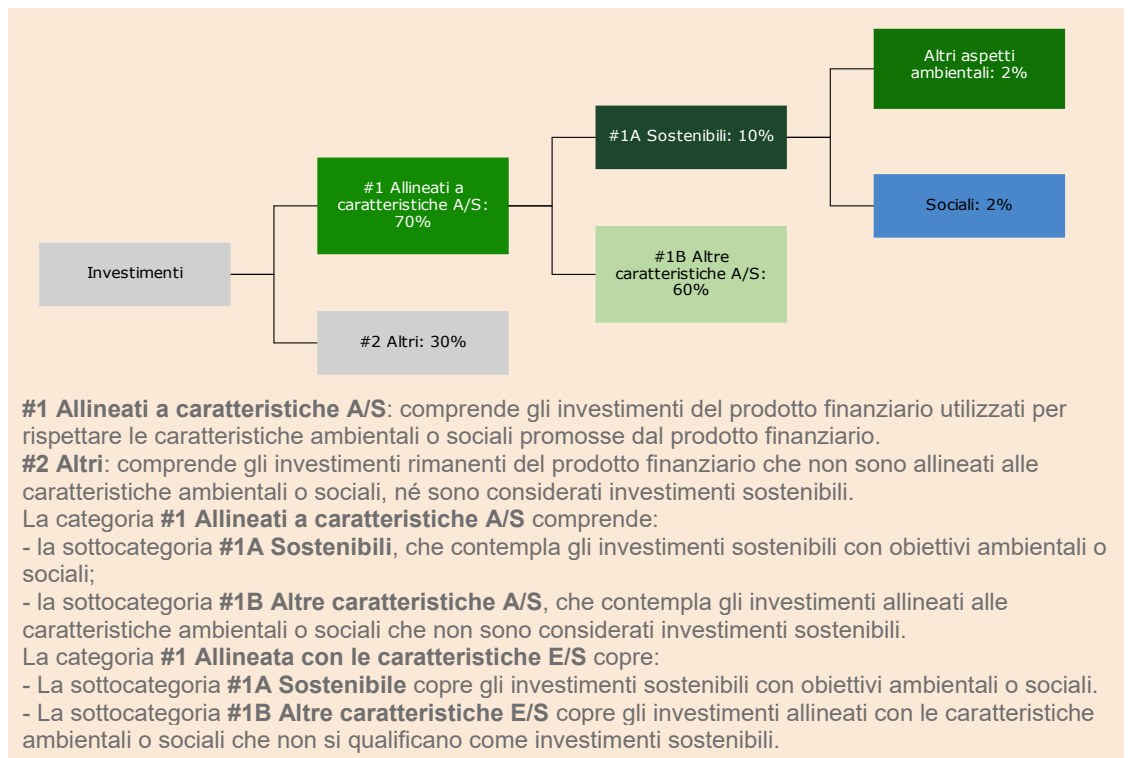 Altri aspetti
ambientali: 2%
#1A Sostenibili: 10%
#1 Allineati a
caratteristiche A/S:
70%
Sociali: 2%
#1B Altre
caratteristiche A/S:
60%
Investimenti
#2 Altri: 30%
#1 Allineati a caratteristiche A/S: comprende gli investimenti del prodotto finanziario utilizzati per
rispettare le caratteristiche ambientali o sociali promosse dal prodotto finanziario.
#2 Altri: comprende gli investimenti rimanenti del prodotto finanziario che non sono allineati alle
caratteristiche ambientali o sociali, né sono considerati investimenti sostenibili.
La categoria #1 Allineati a caratteristiche A/S comprende:
- la sottocategoria #1A Sostenibili, che contempla gli investimenti sostenibili con obiettivi ambientali o
sociali;
- la sottocategoria #1B Altre caratteristiche A/S, che contempla gli investimenti allineati alle
caratteristiche ambientali o sociali che non sono considerati investimenti sostenibili.
La categoria #1 Allineata con le caratteristiche E/S copre:
- La sottocategoria #1A Sostenibile copre gli investimenti sostenibili con obiettivi ambientali o sociali.
- La sottocategoria #1B Altre caratteristiche E/S copre gli investimenti allineati con le caratteristiche
ambientali o sociali che non si qualificano come investimenti sostenibili.